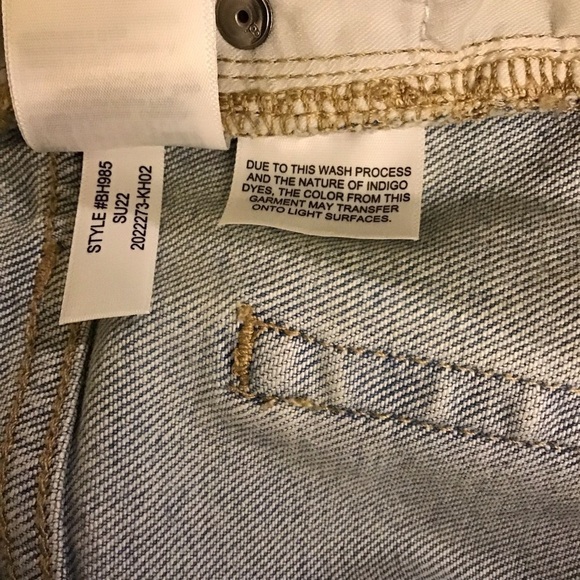 STYLE #BH985
SU22
2022273-KH02
DUE TO THIS WASH PROCESS
AND THE NATURE OF INDIGO
DYES, THE COLOR FROM THIS
GARMENT MAY TRANSFER
ONTO LIGHT SURFACES.